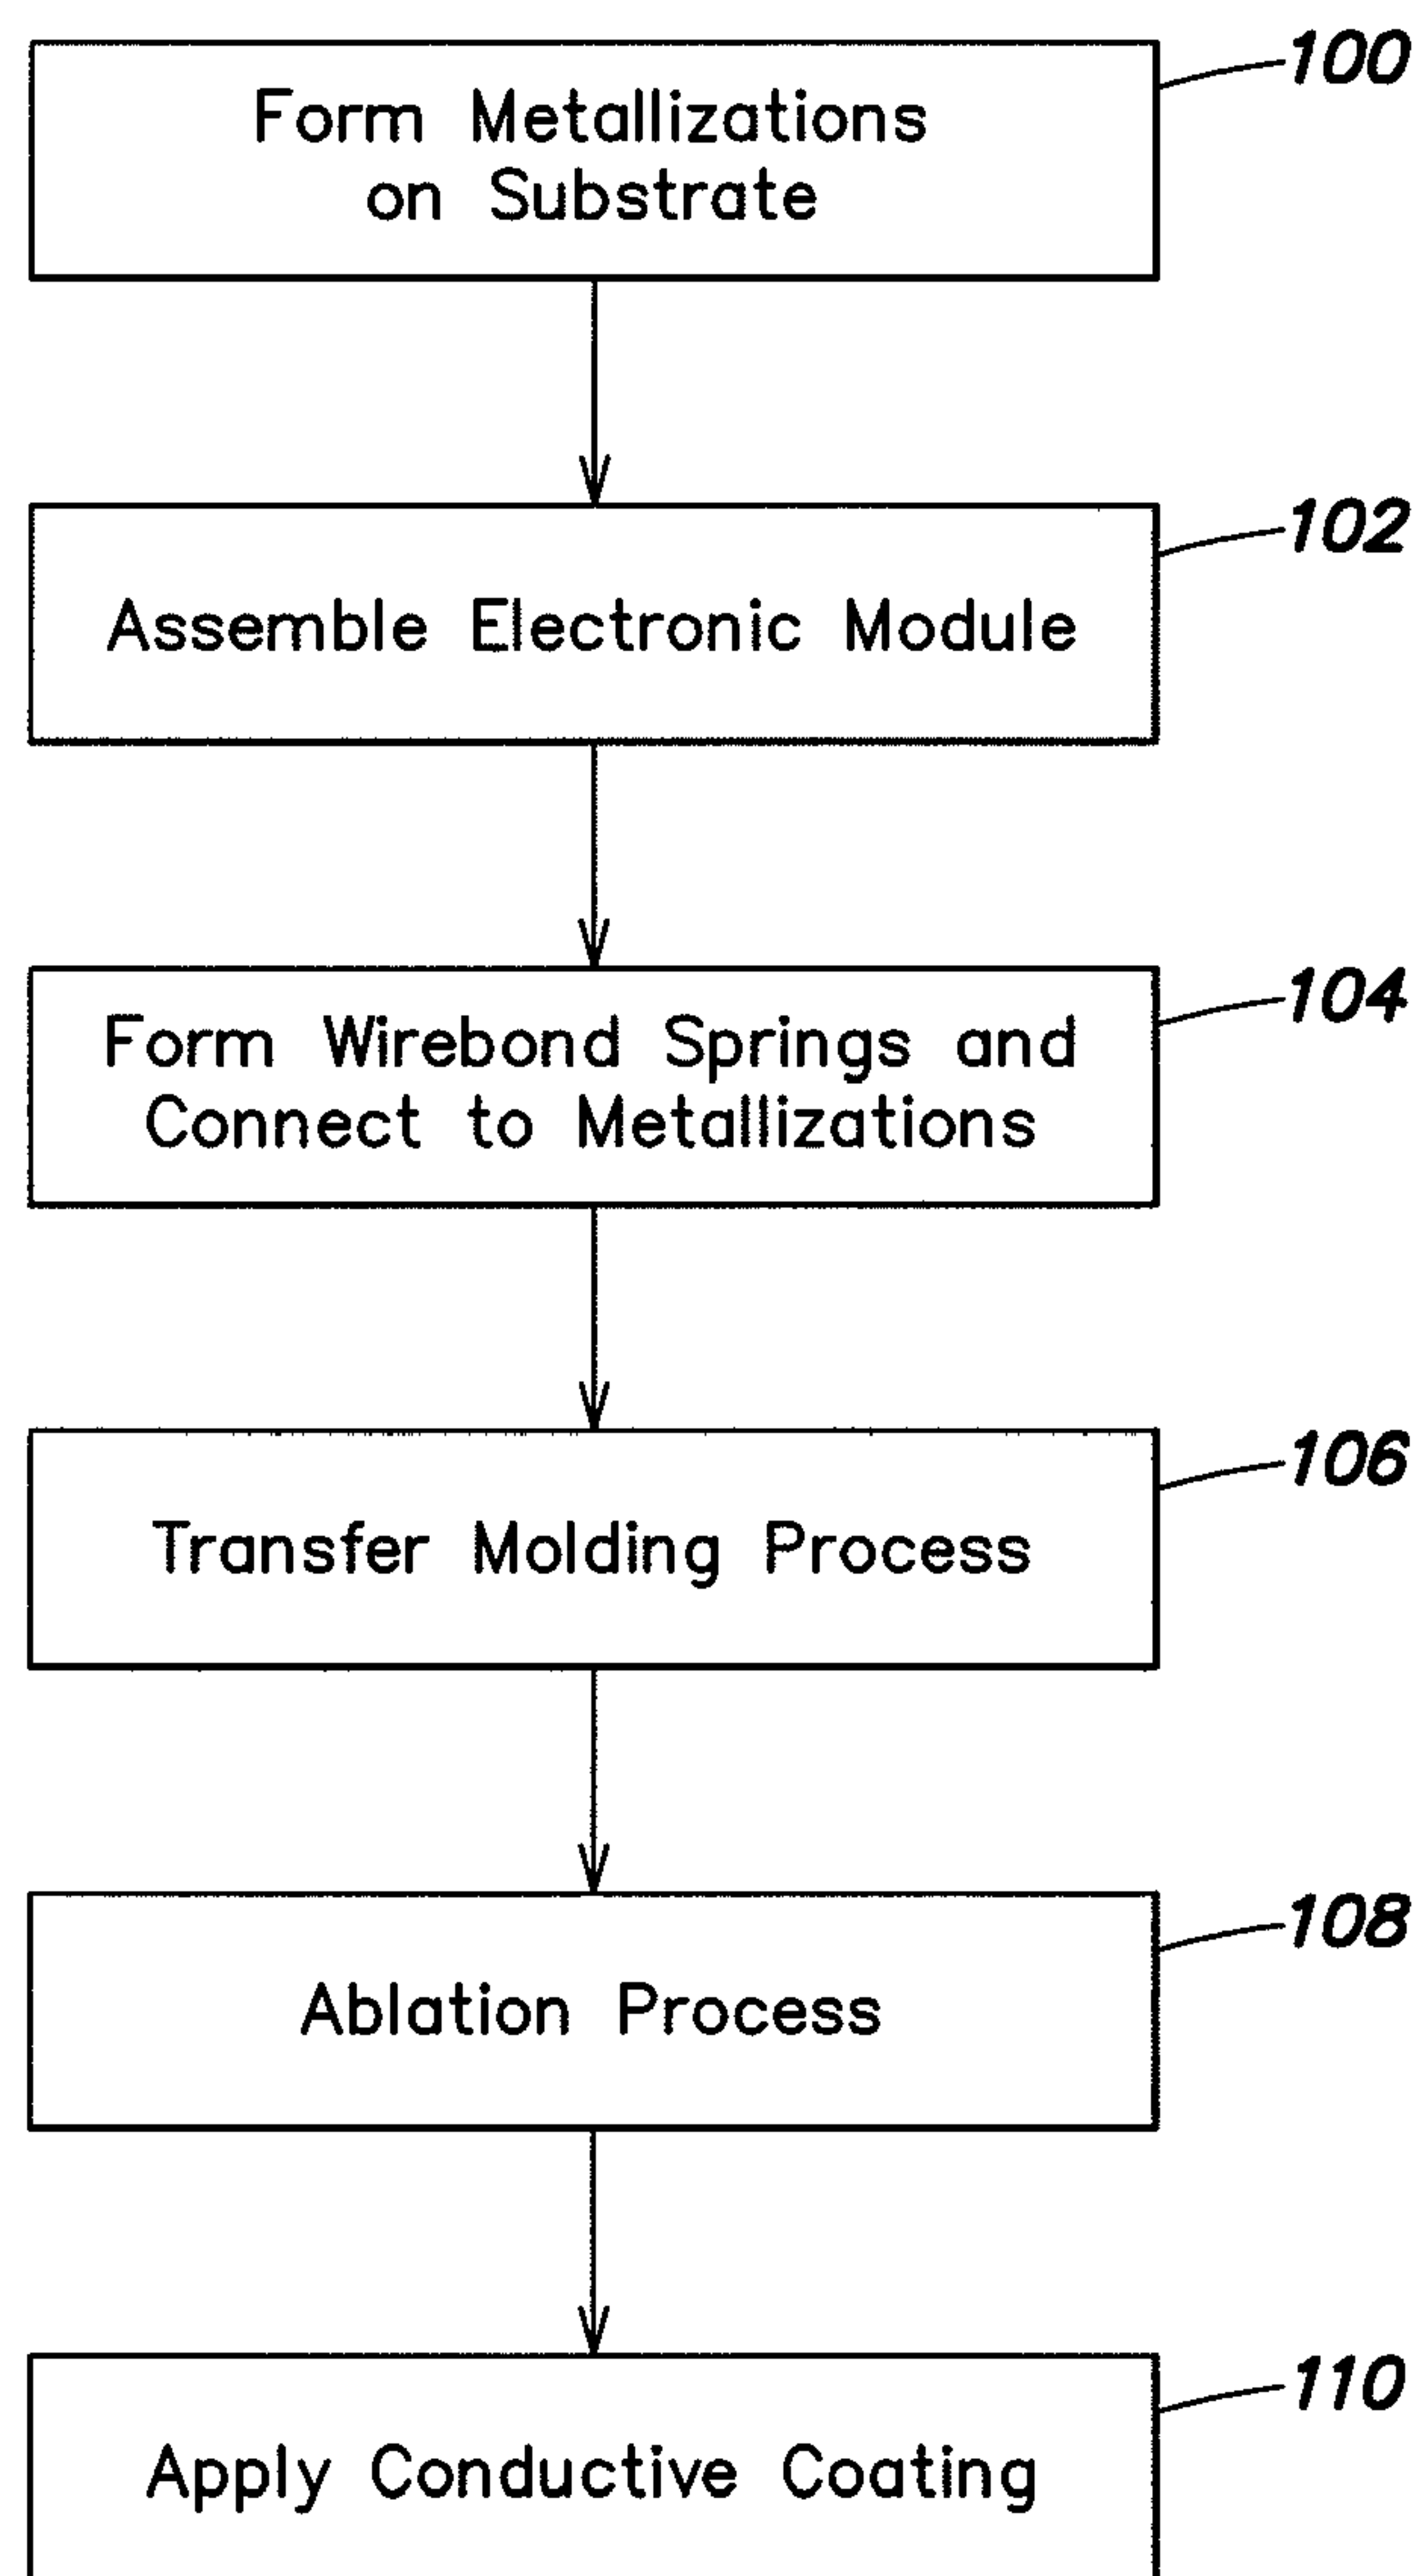 100
Form Metallizations
on Substrate
102
Assemble Electronic Module
104
Form Wirebond Springs and
Connect to Metallizations
106
Transfer Molding Process
108
Ablation Process
110
Apply Conductive Coating